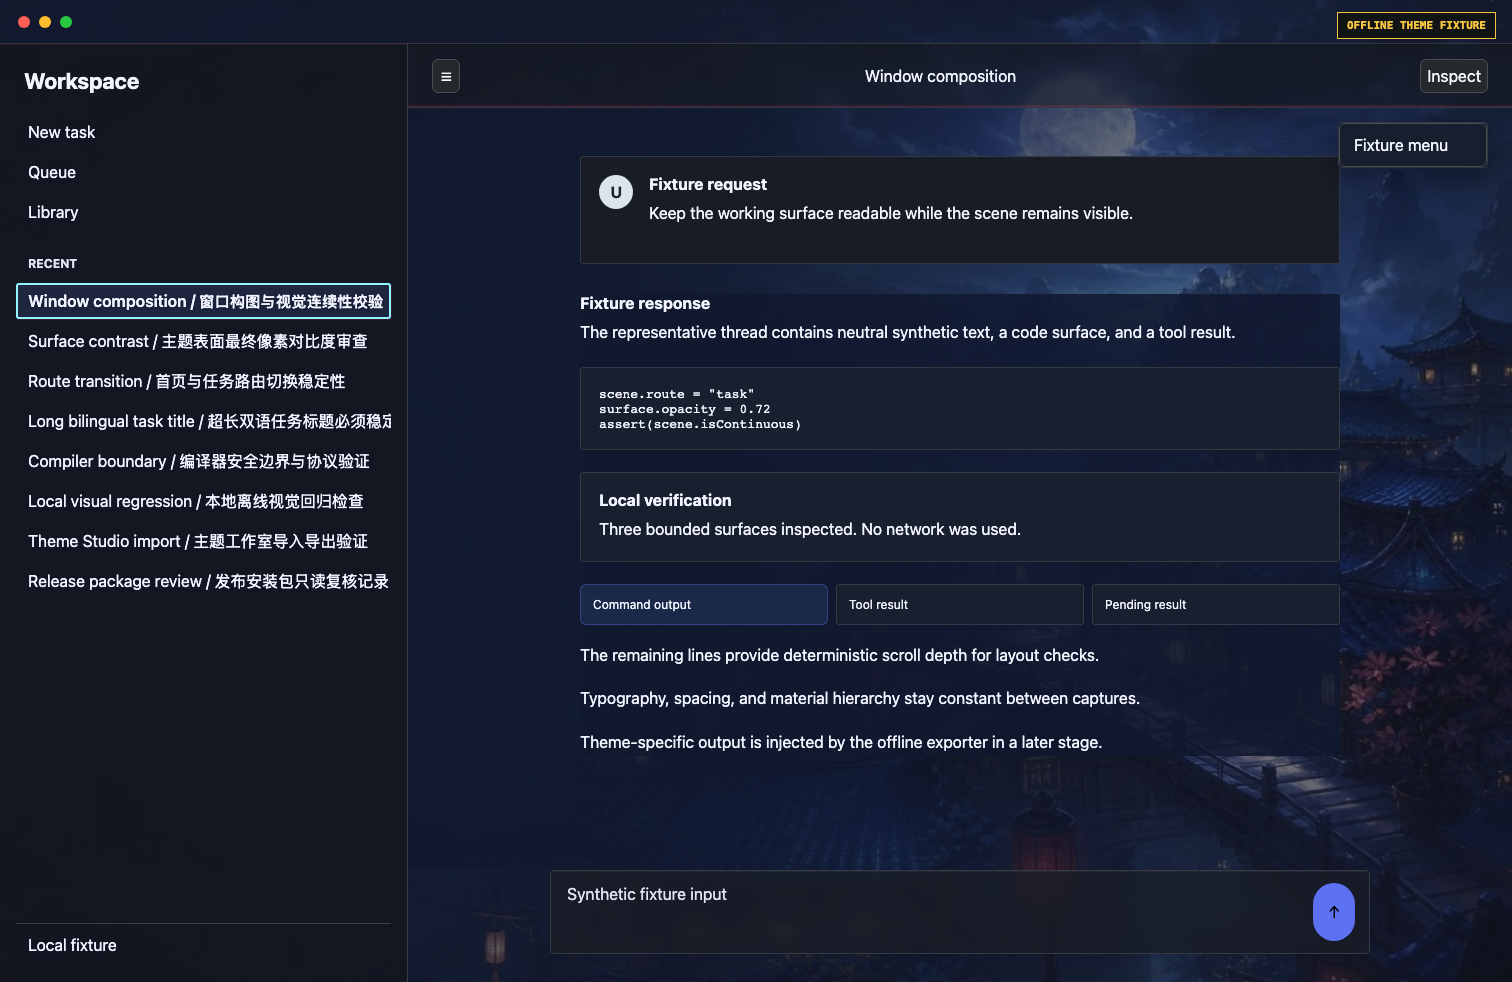 OFFLINE THEME FIXTURE
Workspace
New task
Queue
Library
RECENT
Window composition / 窗口构图与视觉连续性校验
Surface contrast / 主题表面最终像素对比度审查
Route transition / 首页与任务路由切换稳定性
Long bilingual task title / 超长双语任务标题必须稳定
Compiler boundary / 编译器安全边界与协议验证
Local visual regression / 本地离线视觉回归检查
Theme Studio import / 主题工作室导入导出验证
Release package review / 发布安装包只读复核记录
Local fixture
Window composition
Inspect
Fixture menu
U
Fixture request
Keep the working surface readable while the scene remains visible.
Fixture response
The representative thread contains neutral synthetic text, a code surface, and a tool result.
scene.route = "task"
surface.opacity = 0.72
assert(scene.isContinuous)
Local verification
Three bounded surfaces inspected. No network was used.
Command output
Tool result
Pending result
The remaining lines provide deterministic scroll depth for layout checks.
Typography, spacing, and material hierarchy stay constant between captures.
Theme-specific output is injected by the offline exporter in a later stage.
Synthetic fixture input